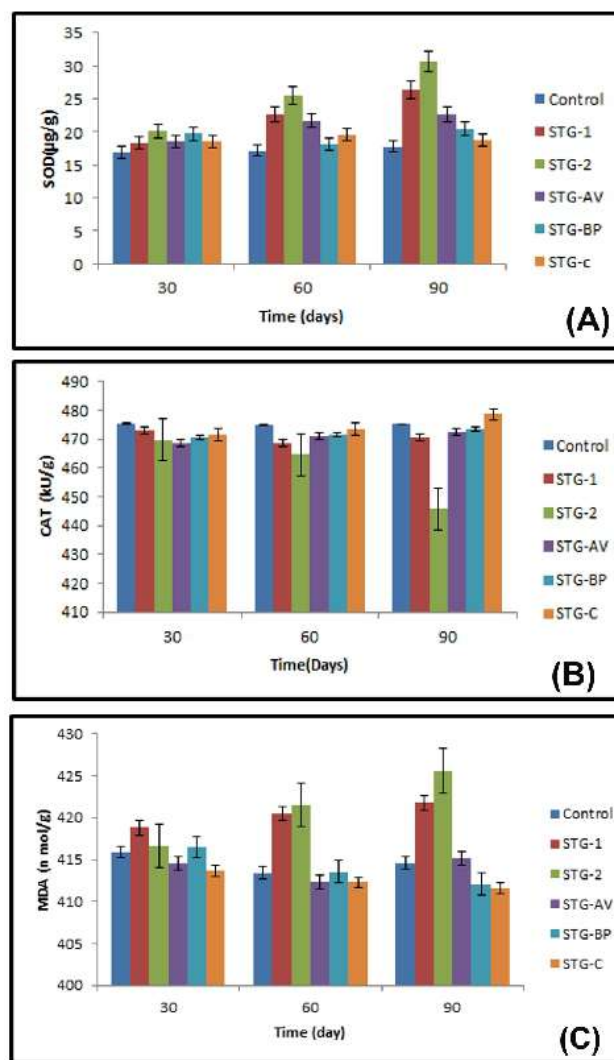 35
30
25
20
15
10
5
0
SOD(µg/g)
30 60 90
Time (days)
Control
STG-1
STG-2
STG-AV
STG-BP
STG-c
(A)
490
480
470
460
450
440
430
420
410
CAT (kU/g)
30 60 90
Time(Days)
Control
STG-1
STG-2
STG-AV
STG-BP
STG-C
(B)
430
425
420
415
410
405
400
MDA (n mol/g)
30 60 90
Time (day)
Control
STG-1
STG-2
STG-AV
STG-BP
STG-C
(C)